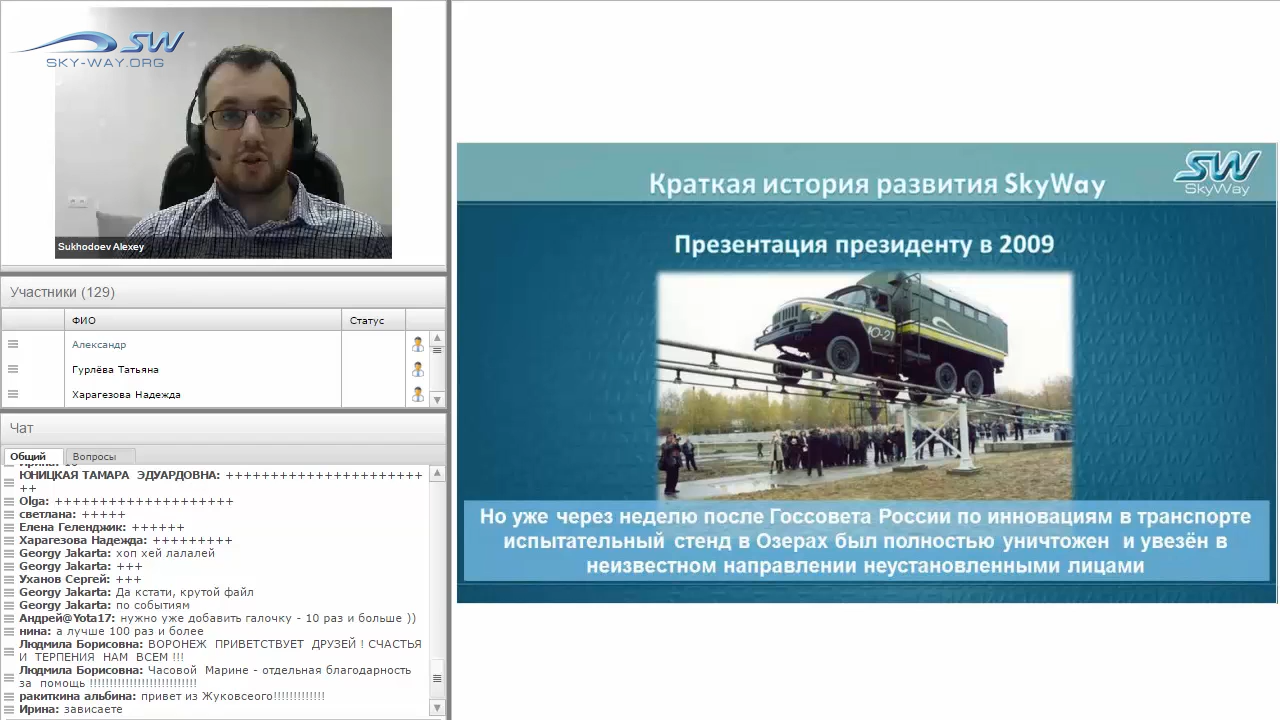 SW
SKY-WAY.ORG
Sukhodoev Alexey
Участники (129)
ФИО
Статус
Александр
Гурлёва Татьяна
Харагезова Надежда
Чат
Общий
Вопросы
ЮНИЦКАЯ ТАМАРА ЭДУАРДОВНА: ++++++++++++++++++++++
++
Olga: ++++++++++++++++++++
светлана: +++++
Елена Геленджик: ++++++
Харагезова Надежда: +++++++++
Georgy Jakarta: хоп хей лалалей
Georgy Jakarta: +++
Уханов Сергей: +++
Georgy Jakarta: Да кстати, крутой файл
Georgy Jakarta: по событиям
Андрей@Yota17: нужно уже добавить галочку - 10 раз и больше ))
нина: а лучше 100 раз и более
Людмила Борисовна: ВОРОНЕЖ ПРИВЕТСТВУЕТ ДРУЗЕЙ ! СЧАСТЬЯ
И ТЕРПЕНИЯ НАМ ВСЕМ !!!
Людмила Борисовна: Часовой Марине - отдельная благодарность
за помощь !!!!!!!!!!!!!!!!!!!!!!!!!!!
ракиткина альбина: привет из Жуковсеого!!!!!!!!!!!!!
Ирина: зависаете
Краткая история развития SkyWay
SW
SkyWay
Презентация президенту в 2009
Ю-21
Но уже через неделю после Госсовета России по инновациям в транспорте
испытательный стенд в Озерах был полностью уничтожен и увезён в
неизвестном направлении неустановленными лицами